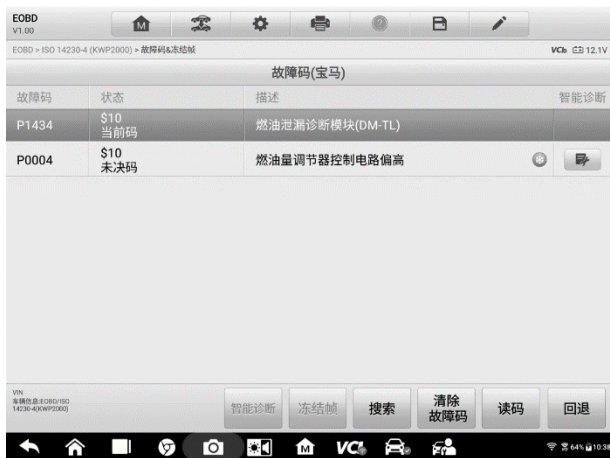 EOBD
V1.00
EOBD > ISO 14230-4 (KWP2000) > 故障码&冻结帧
VCb 12.1V
故障码(宝马)
故障码 状态 描述 智能诊断
P1434 $10 当前码 燃油泄漏诊断模块(DM-TL)
P0004 $10 未决码 燃油量调节器控制电路偏高
VIN
车辆信息:EOBD/ISO
14230-4(KWP2000)
智能诊断 冻结帧 搜索 清除故障码 读码 回退
M VC 64% 10:38